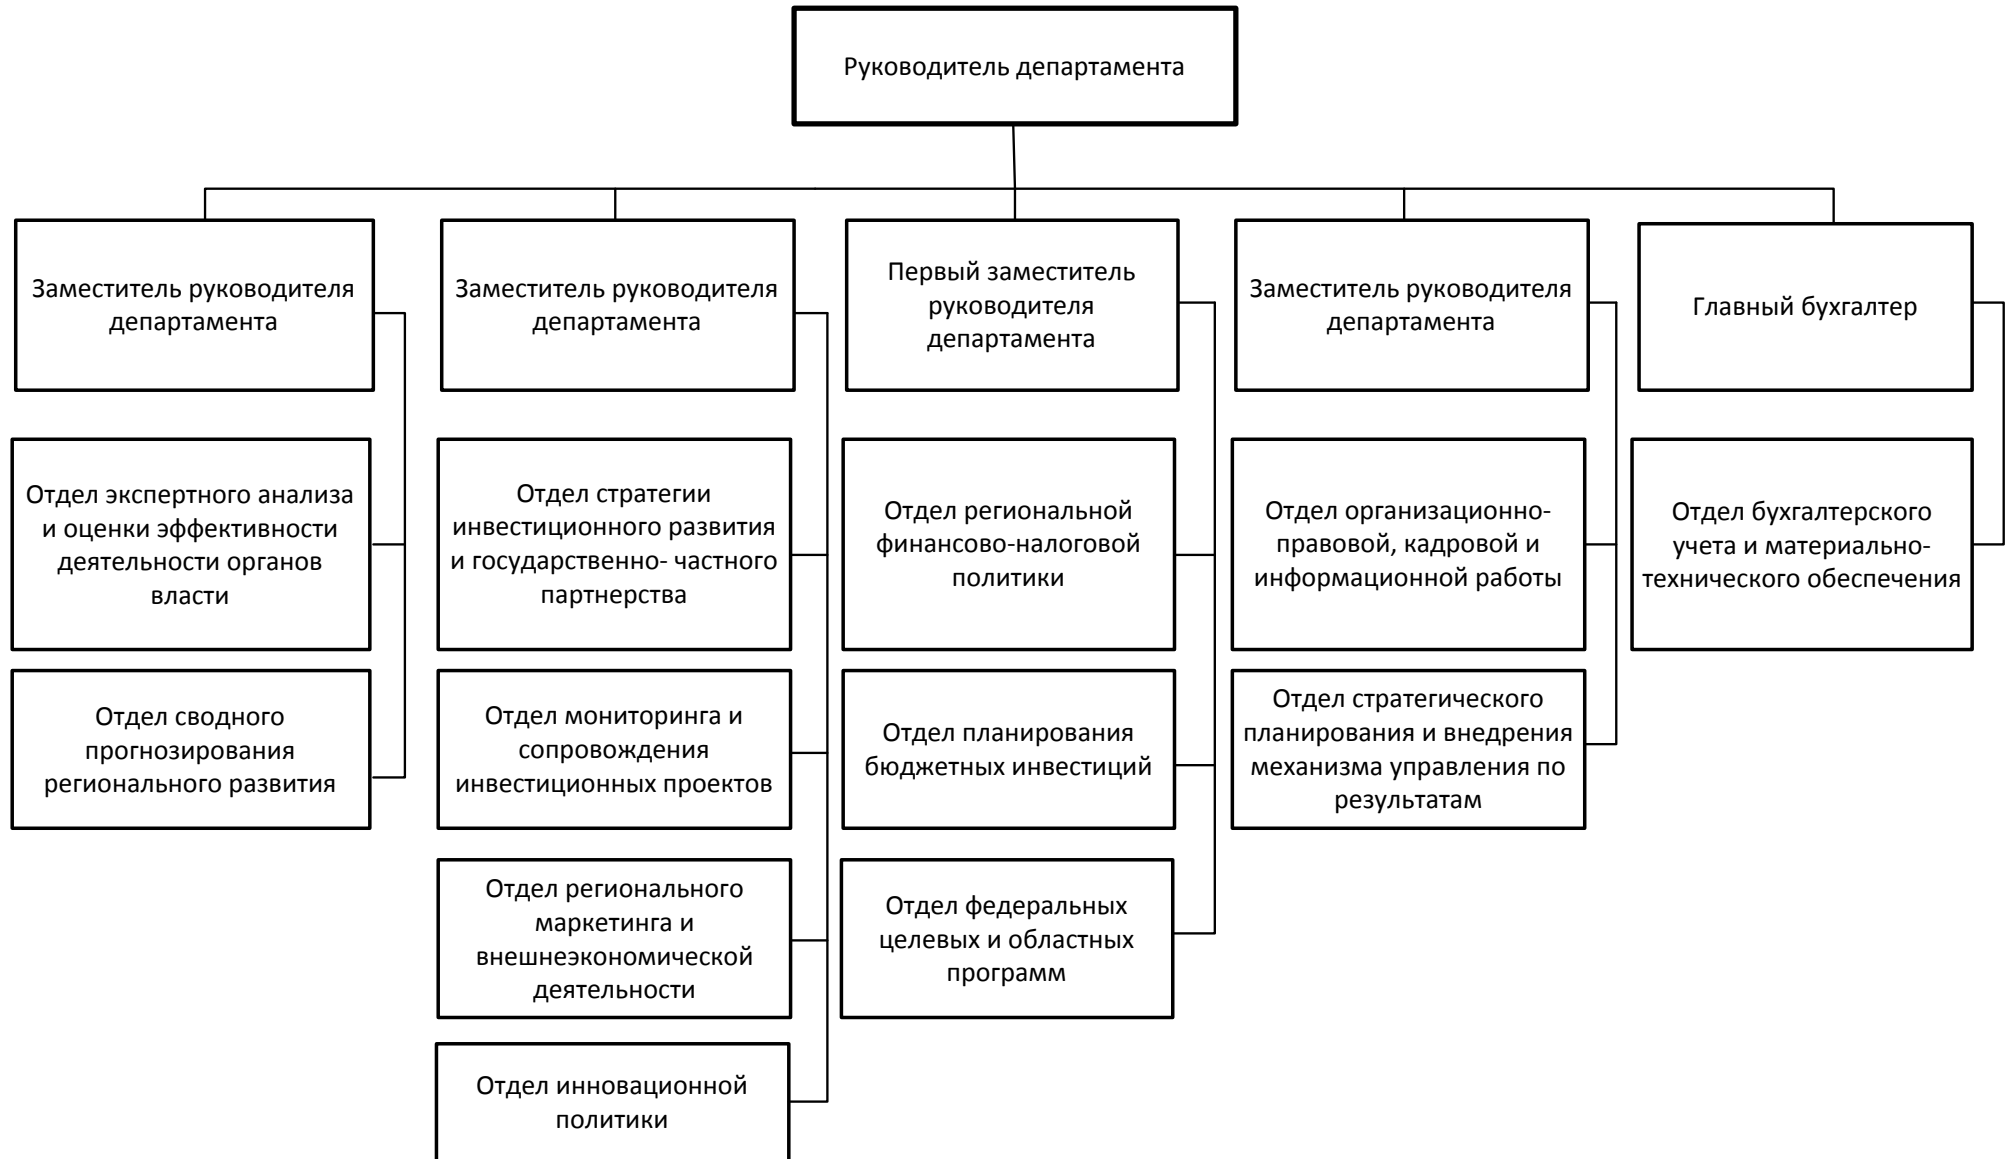 Руководитель департамента
Заместитель руководителя
департамента
Заместитель руководителя
департамента
Первый заместитель
руководителя
департамента
Заместитель руководителя
департамента
Главный бухгалтер
Отдел экспертного анализа
и оценки эффективности
деятельности органов
власти
Отдел стратегии
инвестиционного развития
и государственно- частного
партнерства
Отдел региональной
финансово-налоговой
политики
Отдел организационно-
правовой, кадровой и
информационной работы
Отдел бухгалтерского
учета и материально-
технического обеспечения
Отдел сводного
прогнозирования
регионального развития
Отдел мониторинга и
сопровождения
инвестиционных проектов
Отдел планирования
бюджетных инвестиций
Отдел стратегического
планирования и внедрения
механизма управления по
результатам
Отдел регионального
маркетинга и
внешнеэкономической
деятельности
Отдел федеральных
целевых и областных
программ
Отдел инновационной
политики